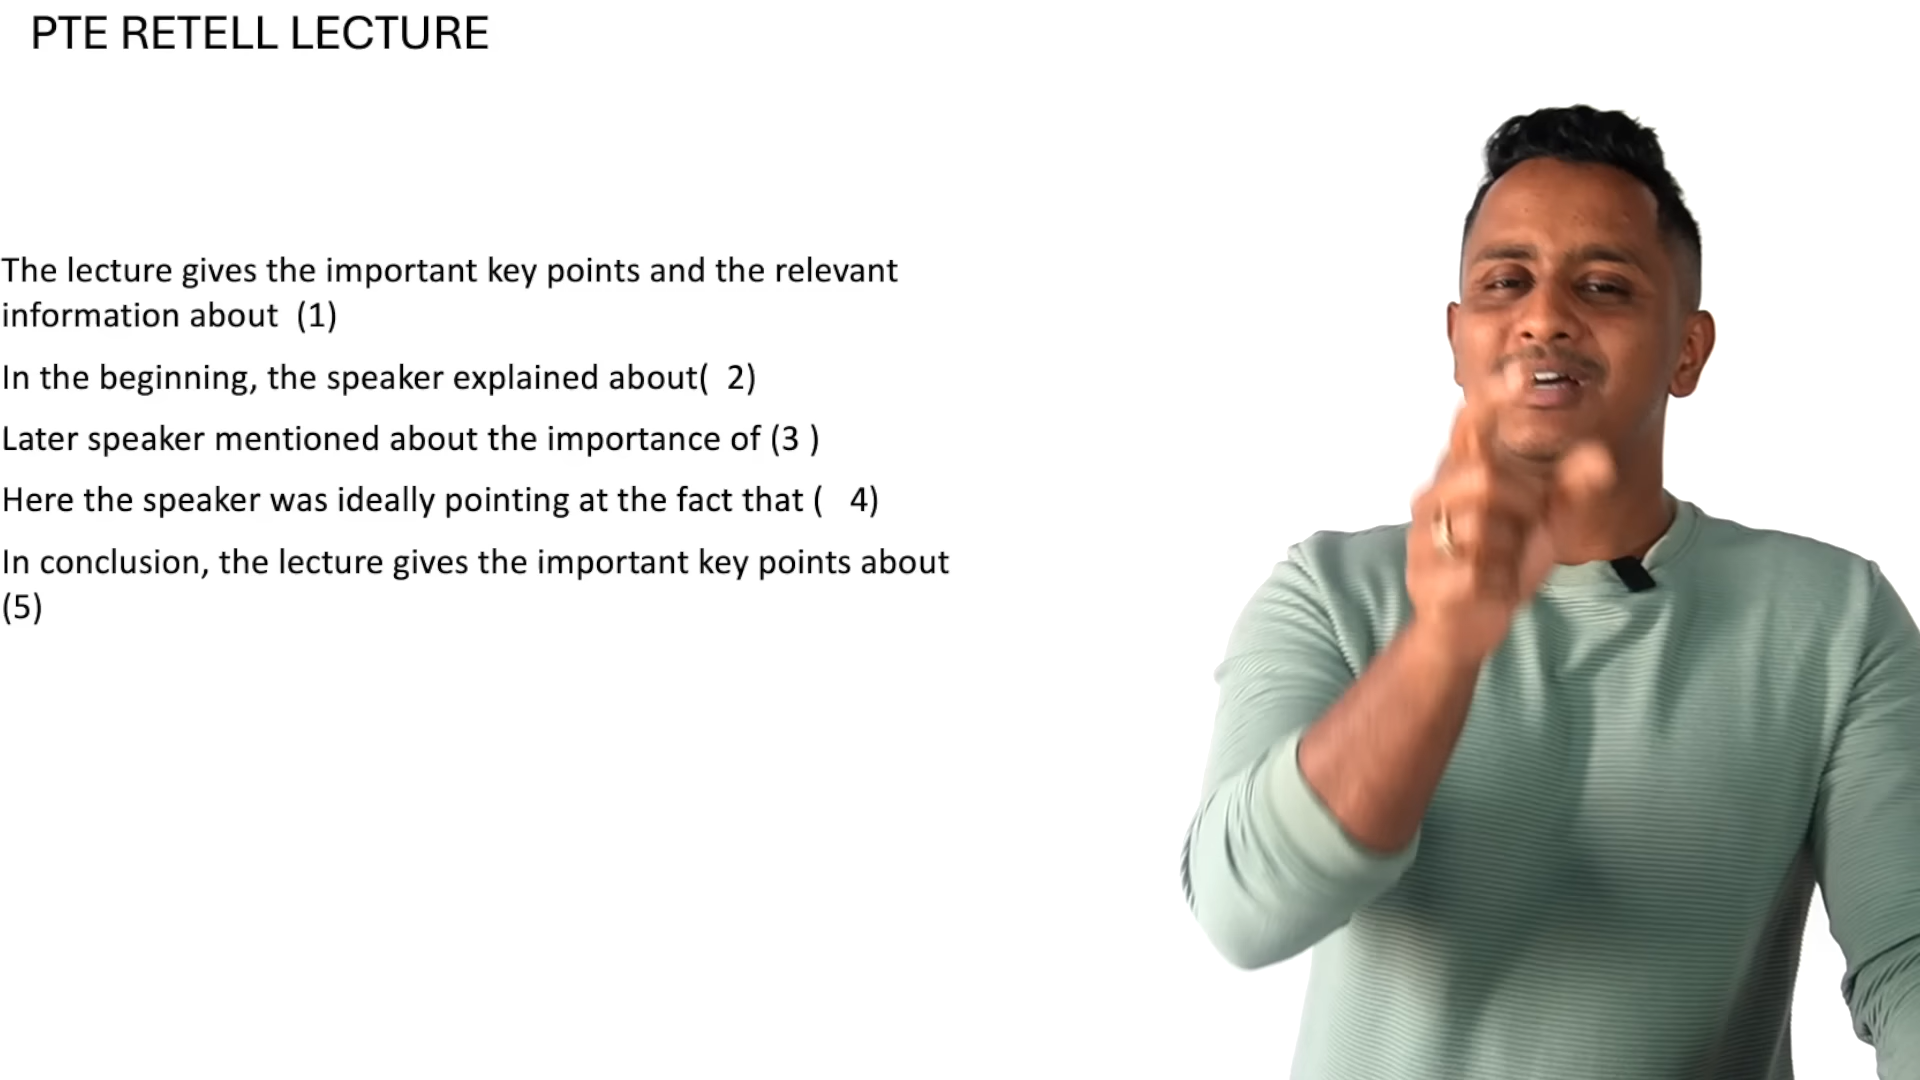 PTE RETELL LECTURE
The lecture gives the important key points and the relevant
information about  (1)
In the beginning, the speaker explained about(  2)
Later speaker mentioned about the importance of (3 )
Here the speaker was ideally pointing at the fact that (   4)
In conclusion, the lecture gives the important key points about
(5)